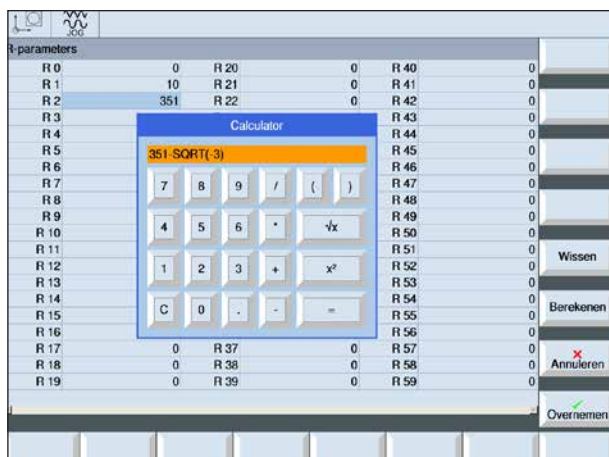 JOG
R-parameters
R 0 0 R 20 0 R 40 0
R 1 10 R 21 0 R 41 0
R 2 351 R 22 0 R 42 0
R 3 R 43 0
R 4 R 44 0
R 5 R 45 0
R 6 R 46 0
R 7 R 47 0
R 8 R 48 0
R 9 R 49 0
R 10 R 50 0
R 11 R 51 0
R 12 R 52 0
R 13 R 53 0
R 14 R 54 0
R 15 R 55 0
R 16 R 56 0
R 17 0 R 37 0 R 57 0
R 18 0 R 38 0 R 58 0
R 19 0 R 39 0 R 59 0
Calculator
351-SQRT(-3)
7 8 9 / ( )
4 5 6 * √x
1 2 3 + x²
C 0 . - =
Wissen
Berekenen
Annuleren
Overnemen